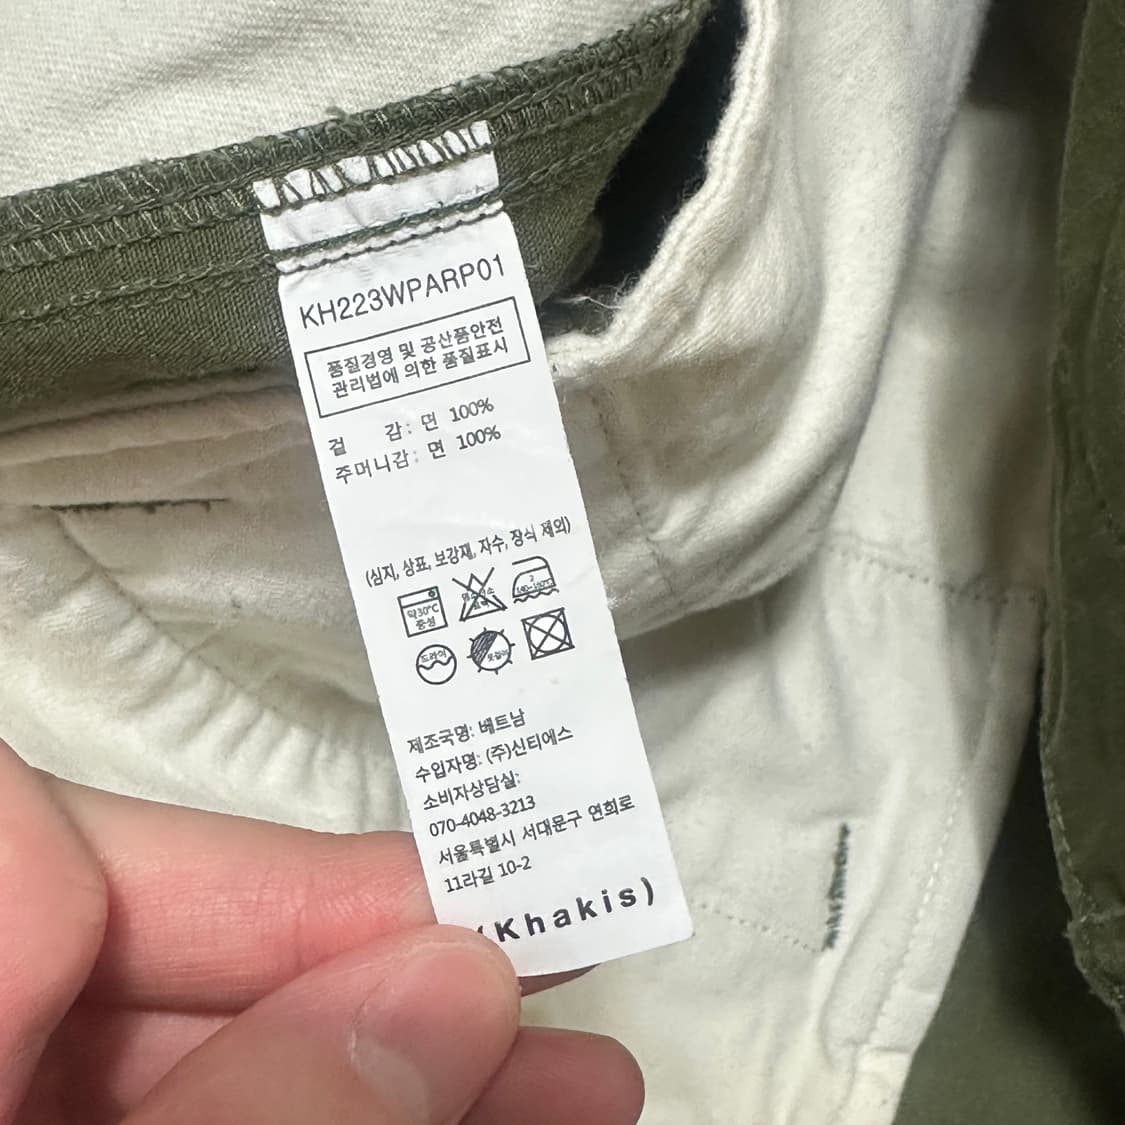 KH223WPARP01
품질경영 및 공산품안전
관리법에 의한 품질표시
겉 감: 면 100%
주머니감: 면 100%
(심지, 상표, 보강재, 자수, 장식 제외)
약30℃
중성
드라이
제조국명: 베트남
수입자명: (주)신티에스
소비자상담실:
070-4048-3213
서울특별시 서대문구 연희로
11라길 10-2
(Khakis)